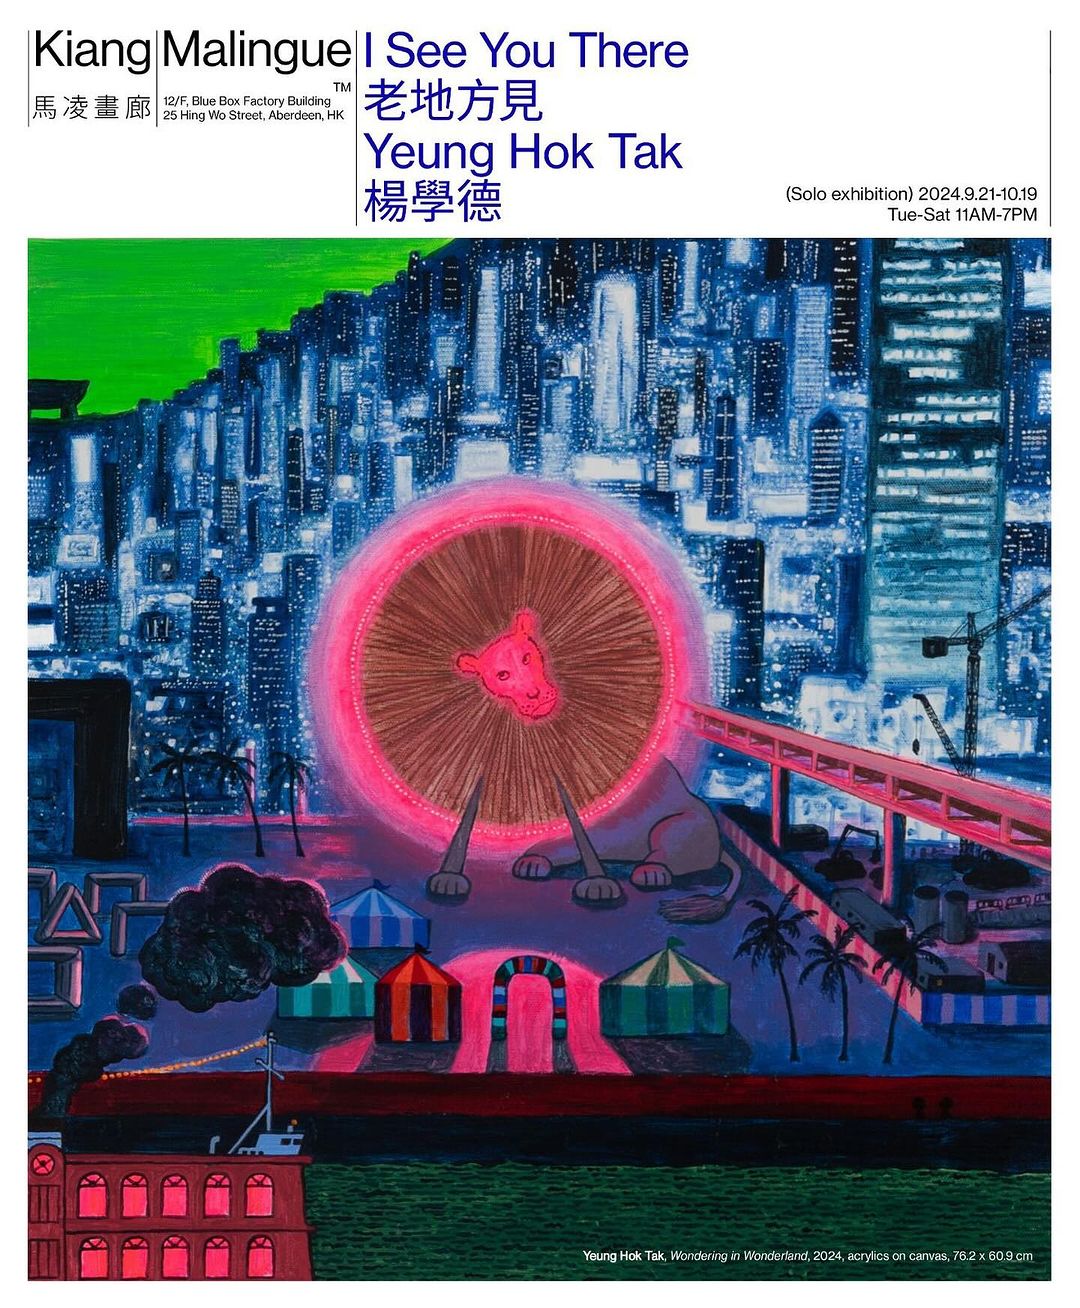 Kiang Malingue
TM
馬凌畫廊
12/F, Blue Box Factory Building
25 Hing Wo Street, Aberdeen, HK
I See You There
老地方見
Yeung Hok Tak
楊學德
(Solo exhibition) 2024.9.21-10.19
Tue-Sat 11AM-7PM
Yeung Hok Tak, Wondering in Wonderland, 2024, acrylics on canvas, 76.2 x 60.9 cm